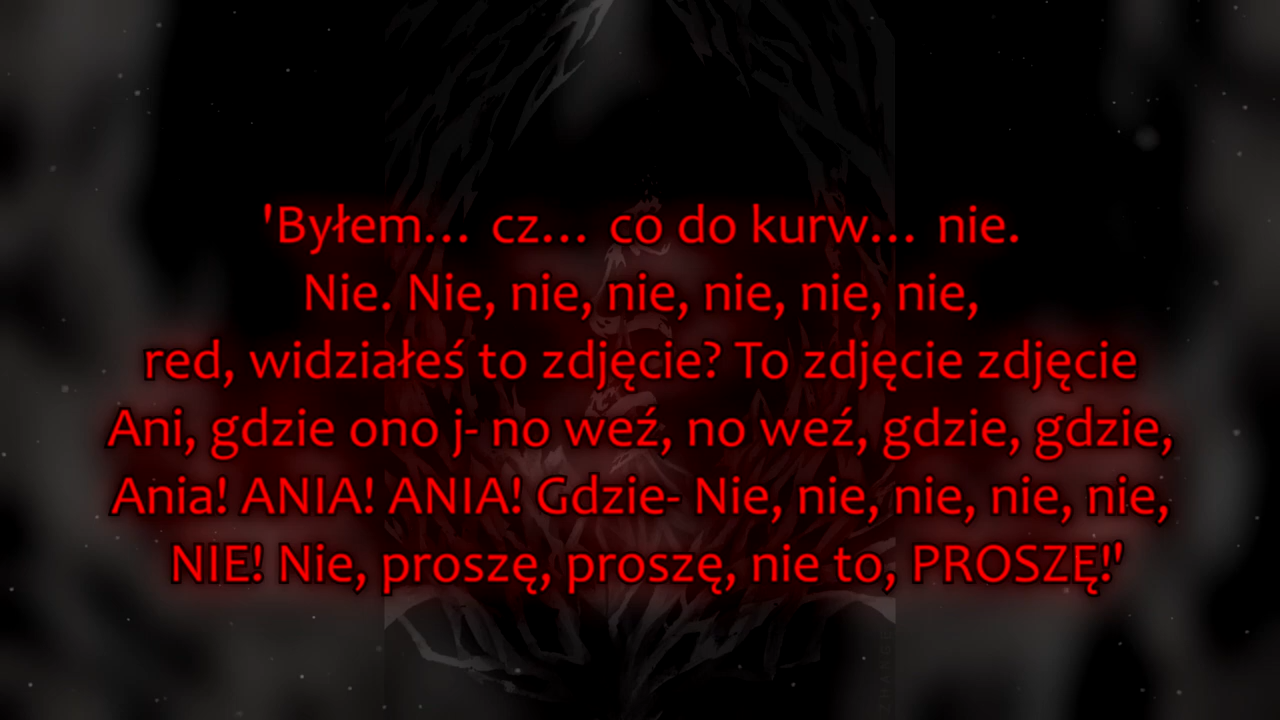 'Byłem... cz... co do kurw... nie.
Nie. Nie, nie, nie, nie, nie, nie,
red, widziałeś to zdjęcie? To zdjęcie zdjęcie
Ani, gdzie ono j- no weź, no weź, gdzie, gdzie,
Ania! ANIA! ANIA! Gdzie- Nie, nie, nie, nie, nie,
NIE! Nie, proszę, proszę, nie to, PROSZĘ!'